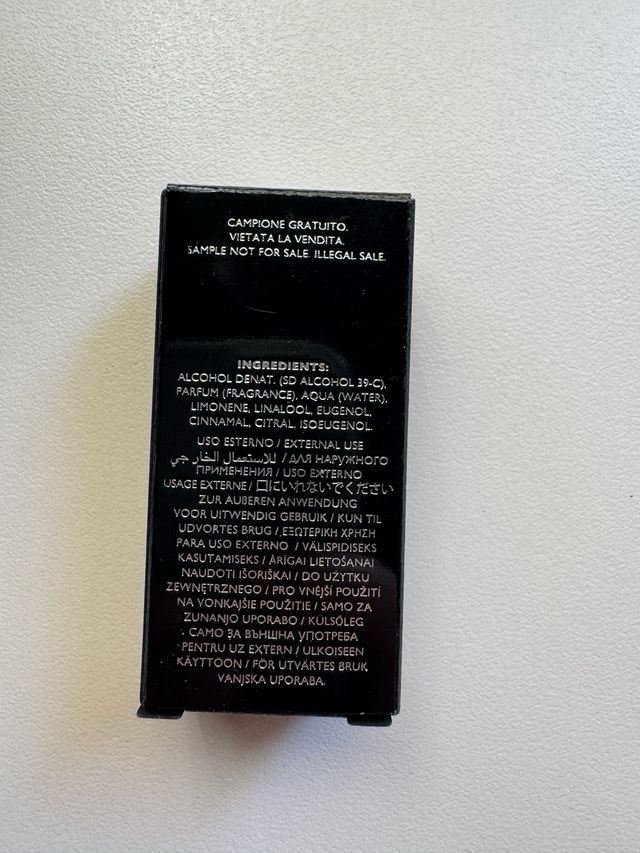 CAMPIONE GRATUITO.
VIETATA LA VENDITA.
SAMPLE NOT FOR SALE. ILLEGAL SALE.
INGREDIENTS:
ALCOHOL DENAT. (SD ALCOHOL 39-C),
PARFUM (FRAGRANCE), AQUA (WATER),
LIMONENE, LINALOOL, EUGENOL,
CINNAMAL, CITRAL, ISOEUGENOL.
USO ESTERNO / EXTERNAL USE
للاستعمال الخارجي / ДЛЯ НАРУЖНОГО
ПРИМЕНЕНИЯ / USO EXTERNO
USAGE EXTERNE / 口にいれないでください
ZUR AUßEREN ANWENDUNG
VOOR UITWENDIG GEBRUIK / KUN TIL
UDVORTES BRUG / ΕΞΩΤΕΡΙΚΗ ΧΡΗΣΗ
PARA USO EXTERNO / VÄLISPIDISEKS
KASUTAMISEKS / ĀRĪGAI LIETOŠANAI
NAUDOTI IŠORIŠKAI / DO UŻYTKU
ZEWNĘTRZNEGO / PRO VNĚJŠÍ POUŽITÍ
NA VONKAJŠIE POUŽITIE / SAMO ZA
ZUNANJO UPORABO / KÜLSŐLEG
САМО ЗА ВЪНШНА УПОТРЕБА
PENTRU UZ EXTERN / ULKOISEEN
KÄYTTÖÖN / FÖR UTVÄRTES BRUK
VANJSKA UPORABA.